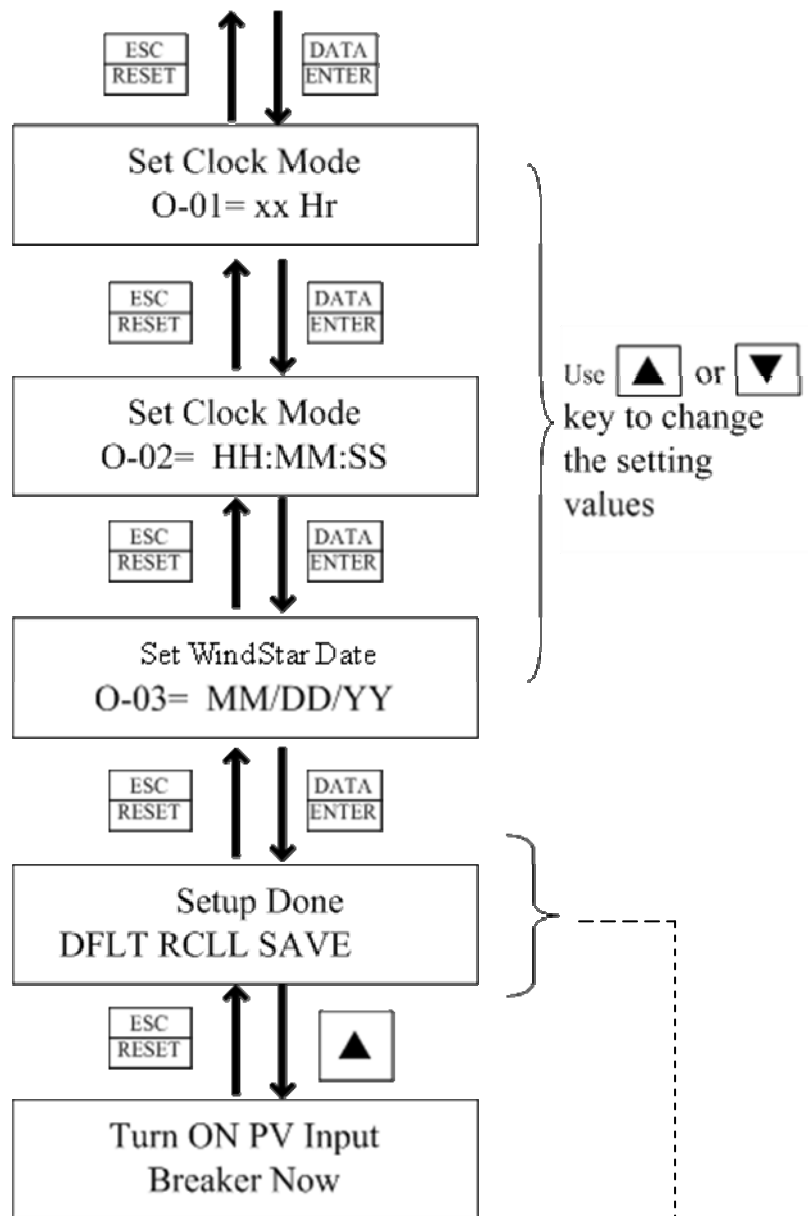 ESC
RESET
DATA
ENTER
Set Clock Mode
O-01= xx Hr
ESC
RESET
DATA
ENTER
Set Clock Mode
O-02= HH:MM:SS
Use ▲ or ▼
key to change
the setting
values
ESC
RESET
DATA
ENTER
Set WindStar Date
O-03= MM/DD/YY
ESC
RESET
DATA
ENTER
Setup Done
DFLT RCLL SAVE
ESC
RESET
▲
Turn ON PV Input
Breaker Now